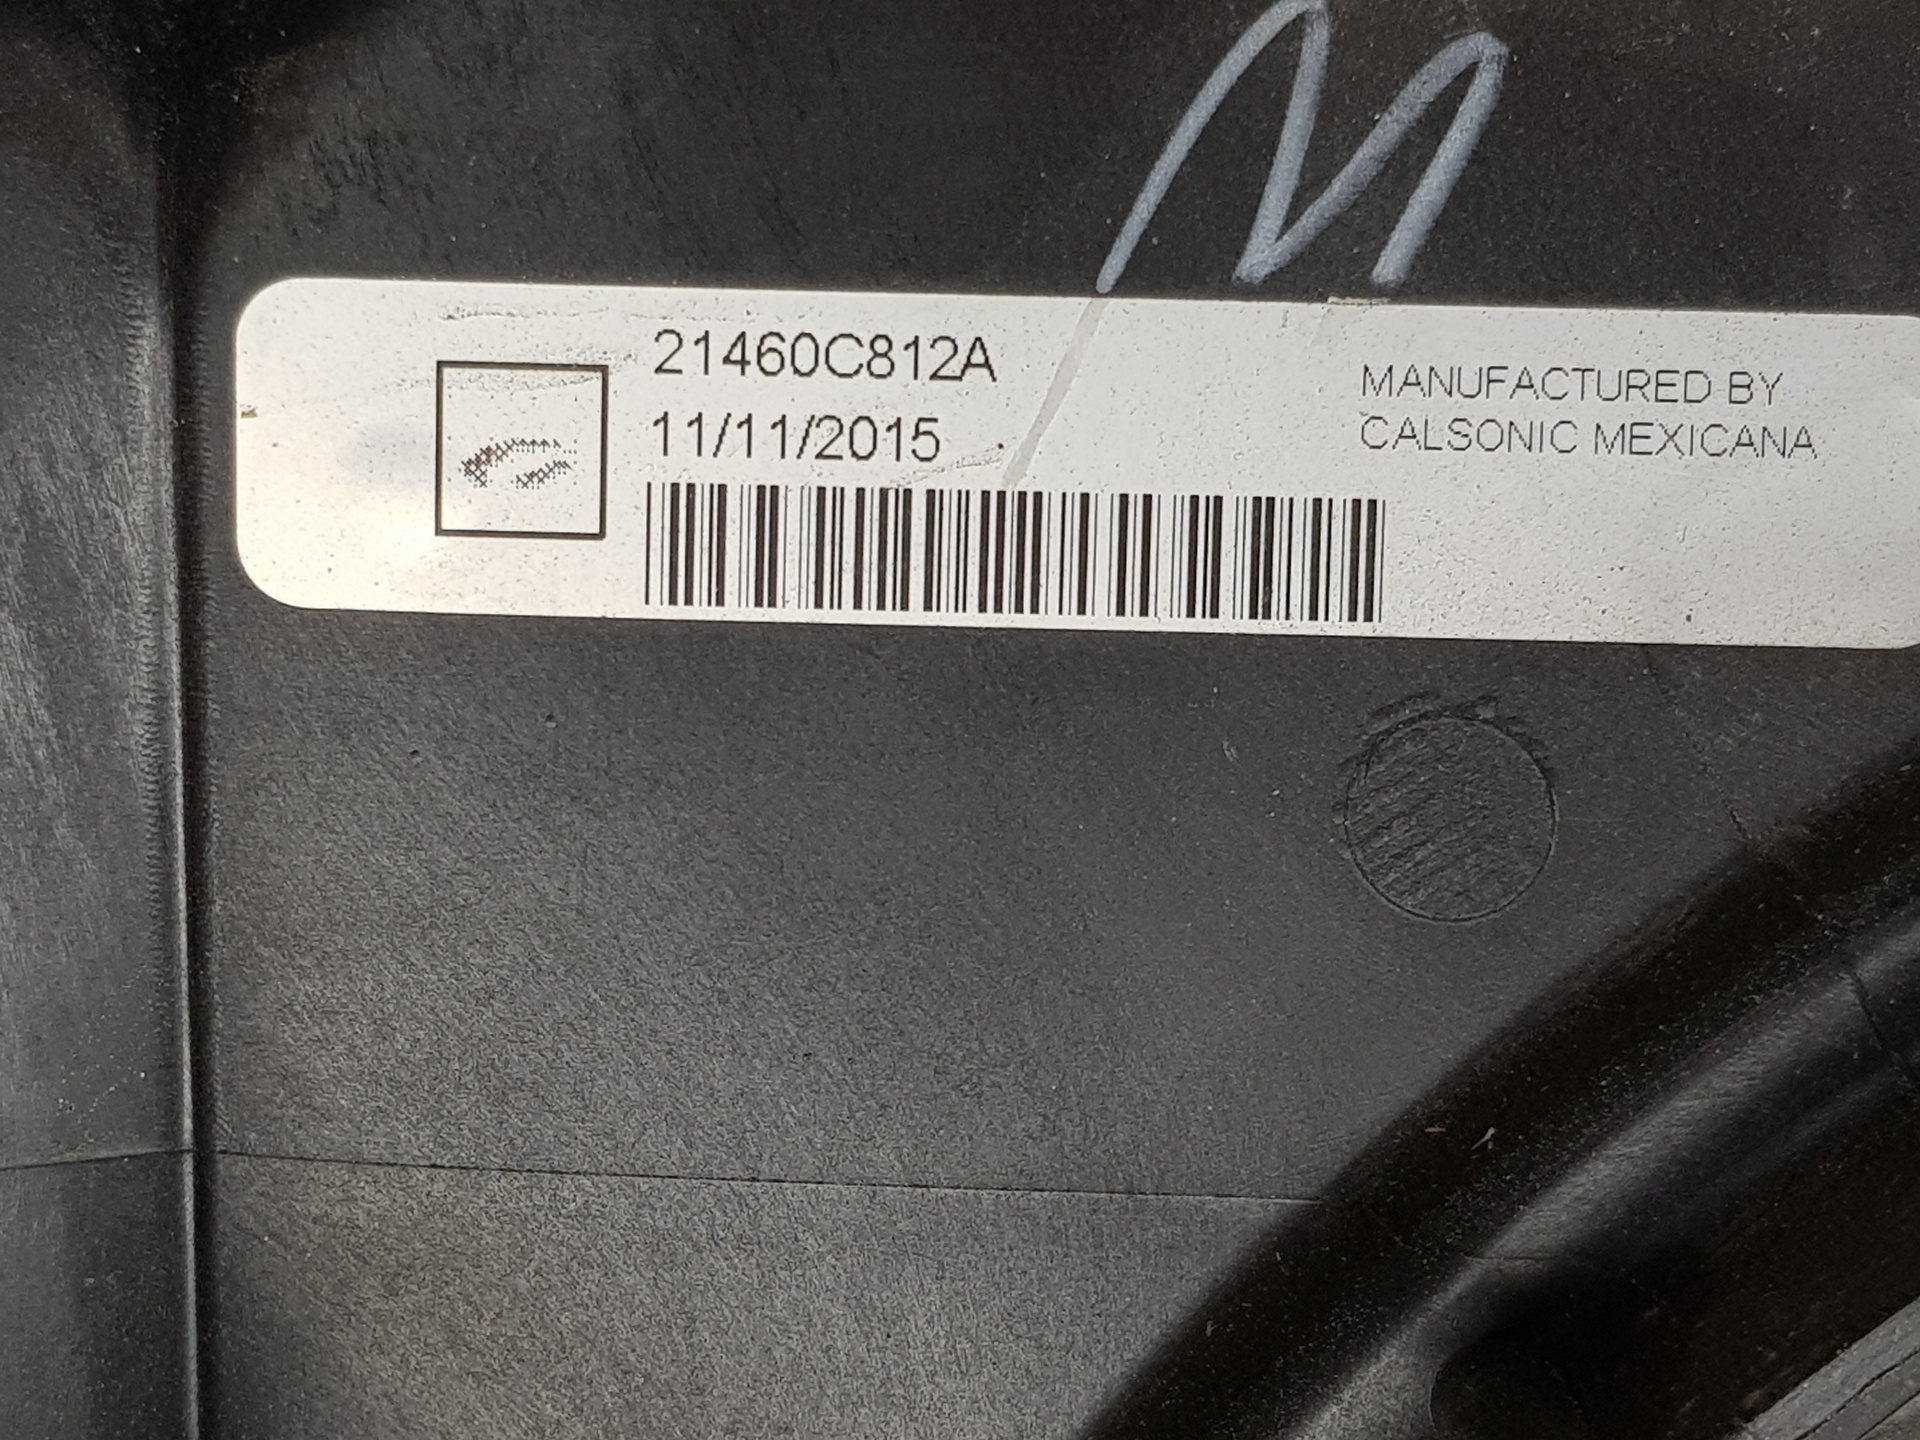 M
21460C812A
11/11/2015
MANUFACTURED BY
CALSONIC MEXICANA